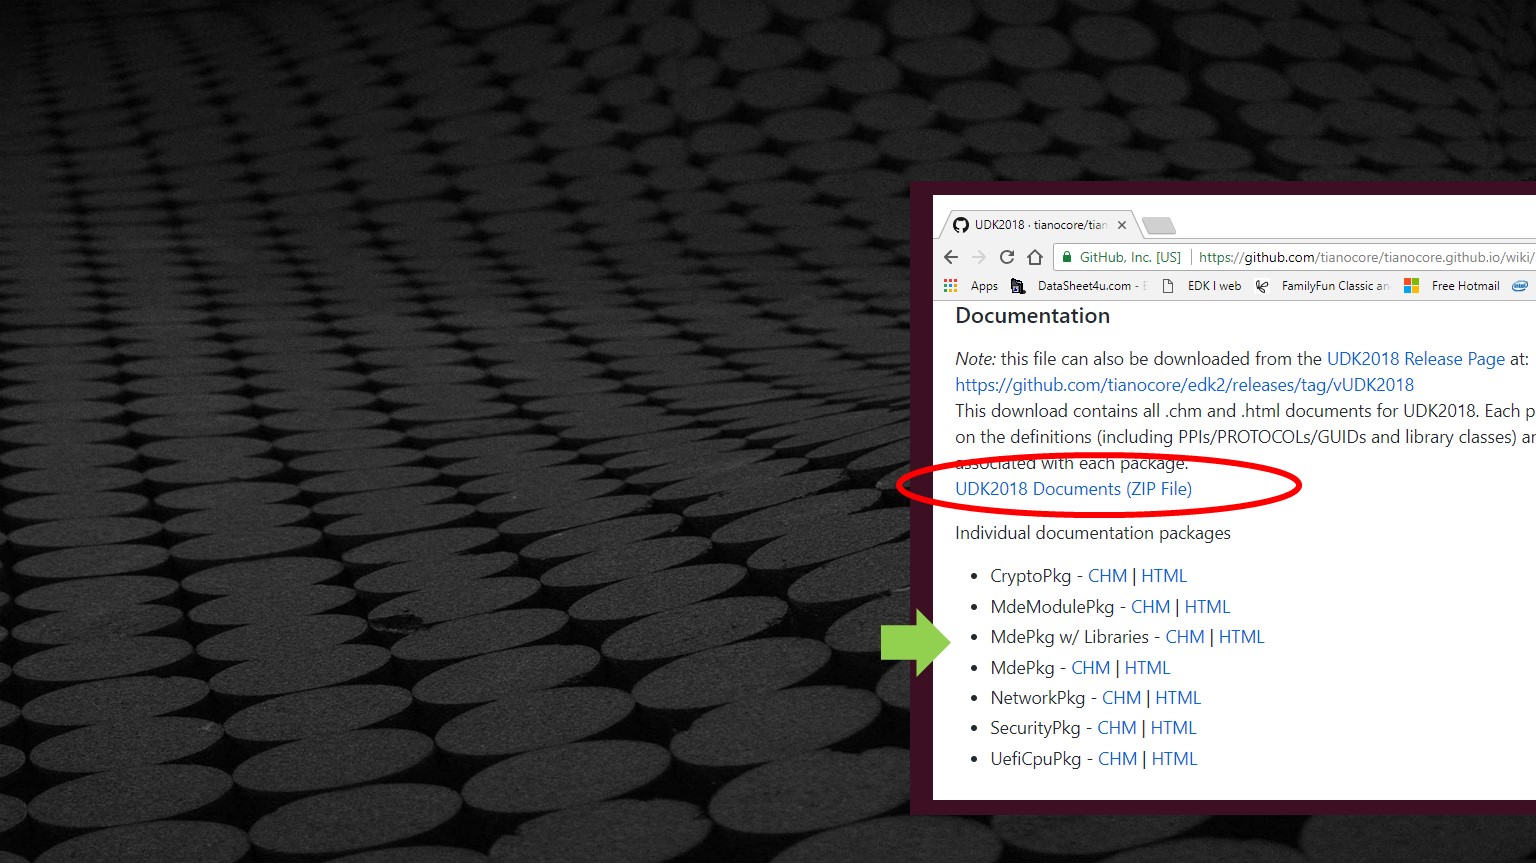 UDK2018 · tianocore/tian
GitHub, Inc. [US] https://github.com/tianocore/tianocore.github.io/wiki/
Apps DataSheet4u.com - EDK I web FamilyFun Classic an Free Hotmail
Documentation
Note: this file can also be downloaded from the UDK2018 Release Page at:
https://github.com/tianocore/edk2/releases/tag/vUDK2018
This download contains all .chm and .html documents for UDK2018. Each p
on the definitions (including PPIs/PROTOCOLs/GUIDs and library classes) an
associated with each package.
UDK2018 Documents (ZIP File)
Individual documentation packages
• CryptoPkg - CHM | HTML
• MdeModulePkg - CHM | HTML
• MdePkg w/ Libraries - CHM | HTML
• MdePkg - CHM | HTML
• NetworkPkg - CHM | HTML
• SecurityPkg - CHM | HTML
• UefiCpuPkg - CHM | HTML